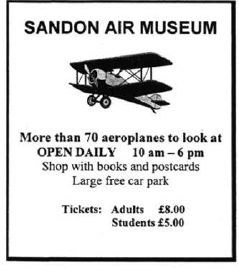 SANDON AIR MUSEUM
More than 70 aeroplanes to look at
OPEN DAILY 10 am – 6 pm
Shop with books and postcards
Large free car park
Tickets: Adults £8.00
Students £5.00